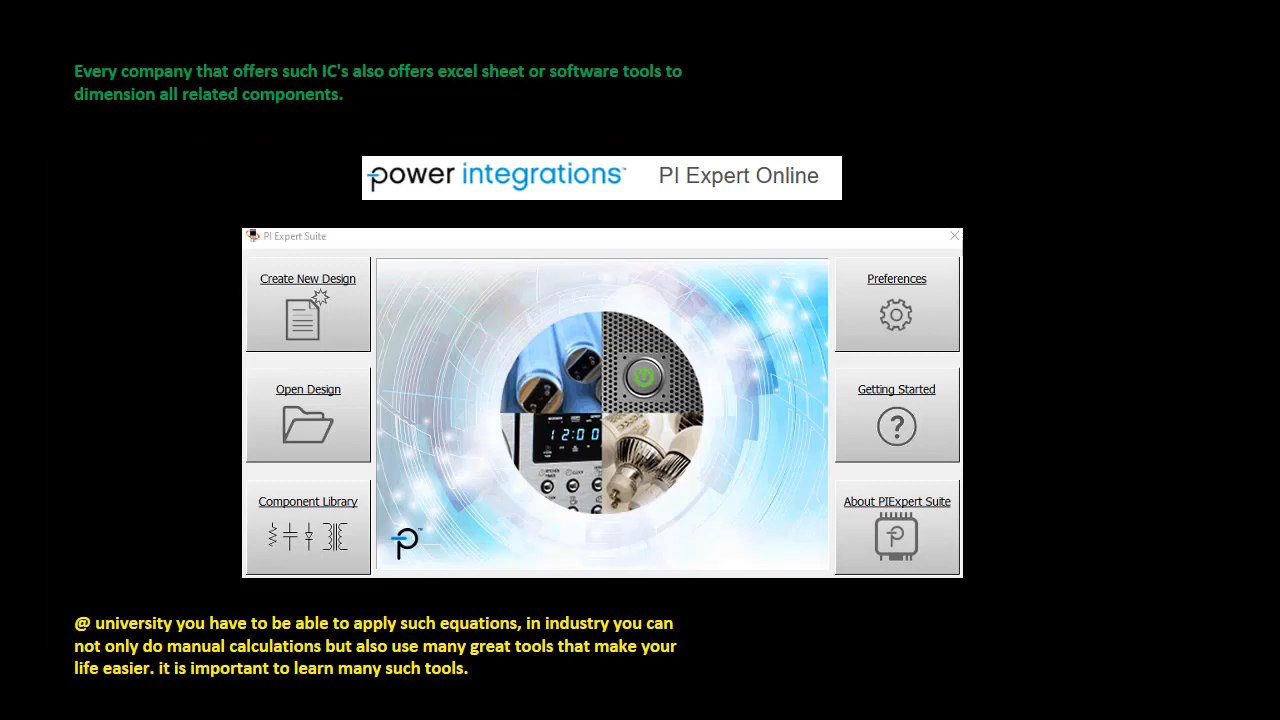 Every company that offers such IC's also offers excel sheet or software tools to
dimension all related components.
power integrations™ PI Expert Online
PI Expert Suite
Create New Design
Preferences
Open Design
Getting Started
12:00
Component Library
About PIExpert Suite
@ university you have to be able to apply such equations, in industry you can
not only do manual calculations but also use many great tools that make your
life easier. it is important to learn many such tools.